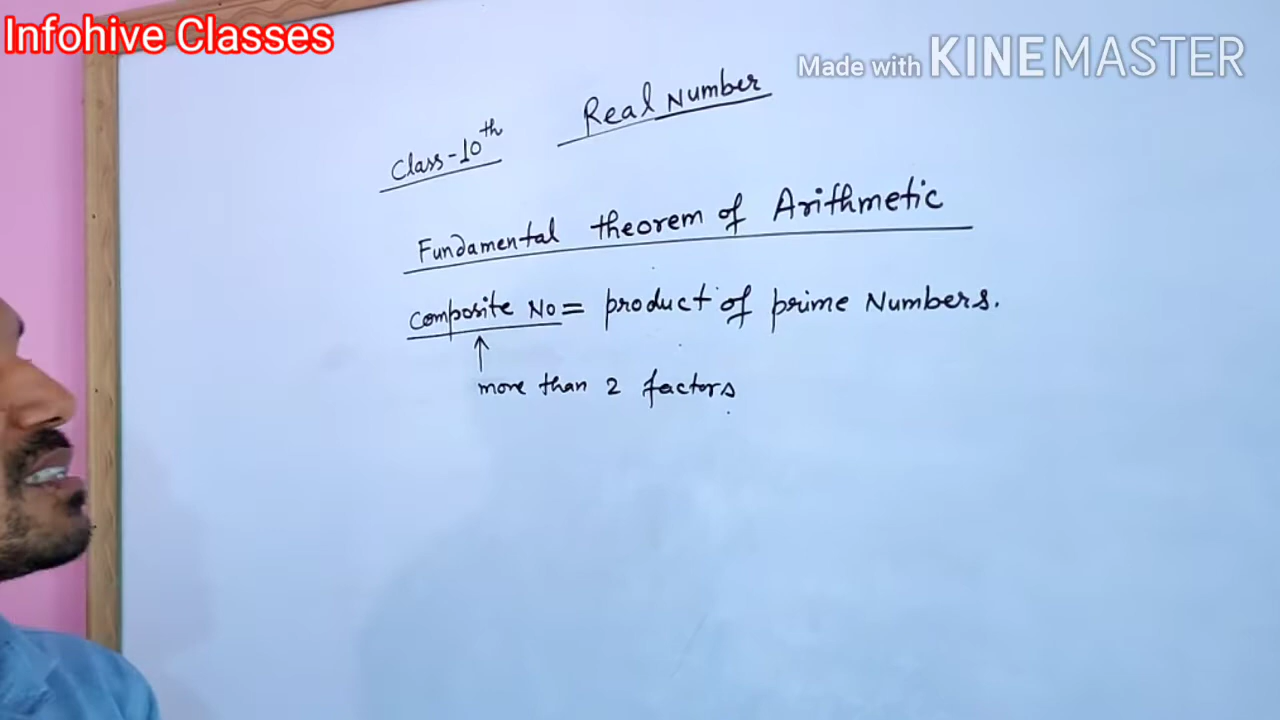 Infohive Classes
Made with KINEMASTER
Real Number
Class-10th
Fundamental theorem of Arithmetic
Composite No = product of prime Numbers.
↑
more than 2 factors